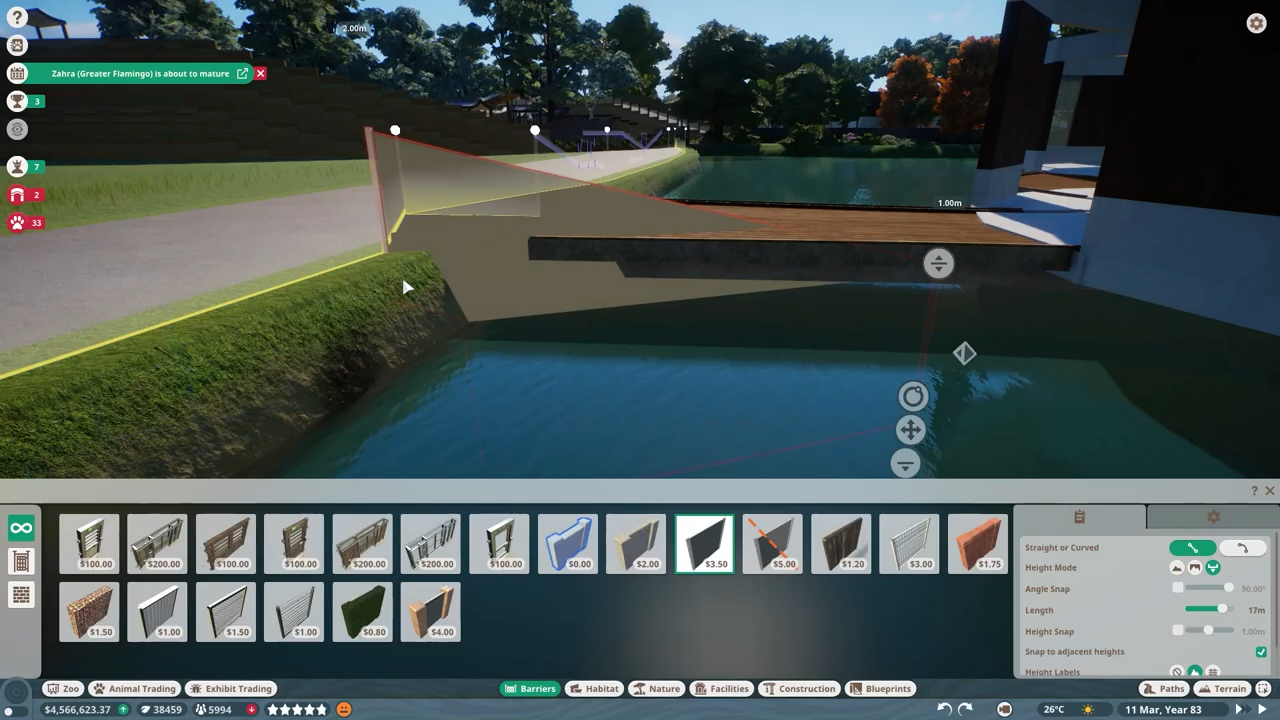 ?
2.00m
Zahra (Greater Flamingo) is about to mature
3
7
2
33
1.00m
?
$100.00 $200.00 $100.00 $100.00 $200.00 $200.00 $100.00 $0.00 $2.00 $3.50 $5.00 $1.20 $3.00 $1.75
$1.50 $1.00 $1.50 $1.00 $0.80 $4.00
Straight or Curved
Height Mode
Angle Snap 90.00°
Length 17m
Height Snap 1.00m
Snap to adjacent heights
Height Labels
Zoo Animal Trading Exhibit Trading Barriers Habitat Nature Facilities Construction Blueprints Paths Terrain
$4,566,623.37 38459 5994 26°C 11 Mar, Year 83